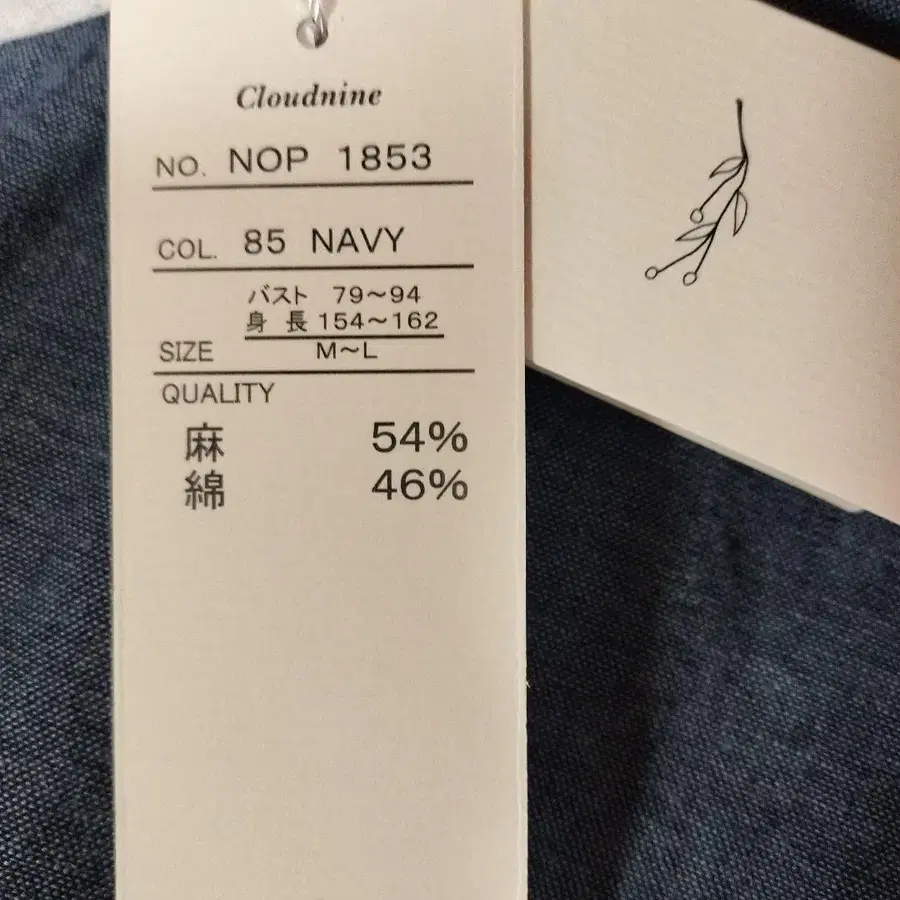 Cloudnine
NO. NOP 1853
COL. 85 NAVY
バスト 79～94
身 長 154～162
SIZE M～L
QUALITY
麻 54%
綿 46%